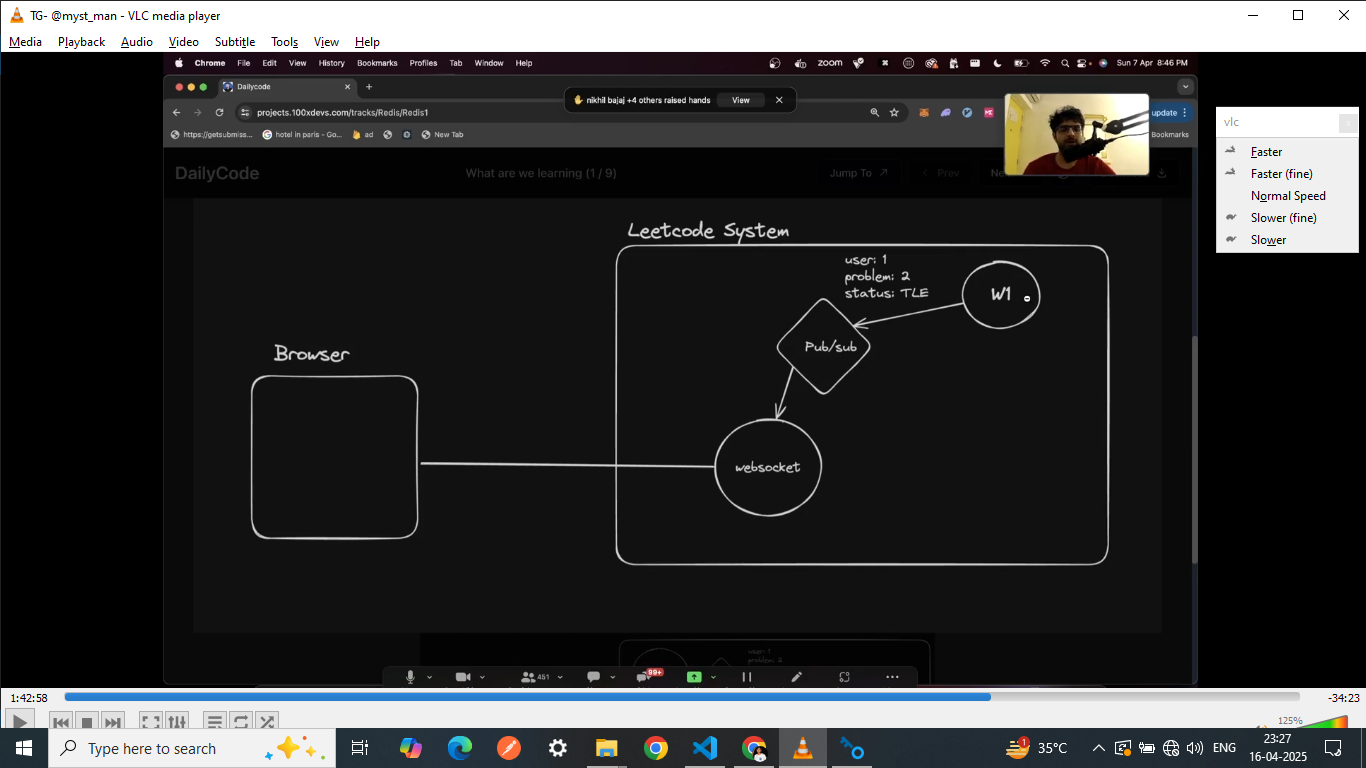 TG- @myst_man - VLC media player
Media Playback Audio Video Subtitle Tools View Help
Chrome File Edit View History Bookmarks Profiles Tab Window Help
zoom
Sun 7 Apr 8:46 PM
Dailycode
nikhil bajaj +4 others raised hands View
projects.100xdevs.com/tracks/Redis/Redis1
update
https://getsubmiss... hotel in paris - Go... ad New Tab
Bookmarks
DailyCode
What are we learning (1 / 9)
Jump To
Prev
Ne
vlc
Faster
Faster (fine)
Normal Speed
Slower (fine)
Slower
Leetcode System
user: 1
problem: 2
status: TLE
W1
Pub/sub
Browser
websocket
user: 1
problem: 2
451
99+
1:42:58
-34:23
125%
Type here to search
1
35°C
ENG
23:27
16-04-2025